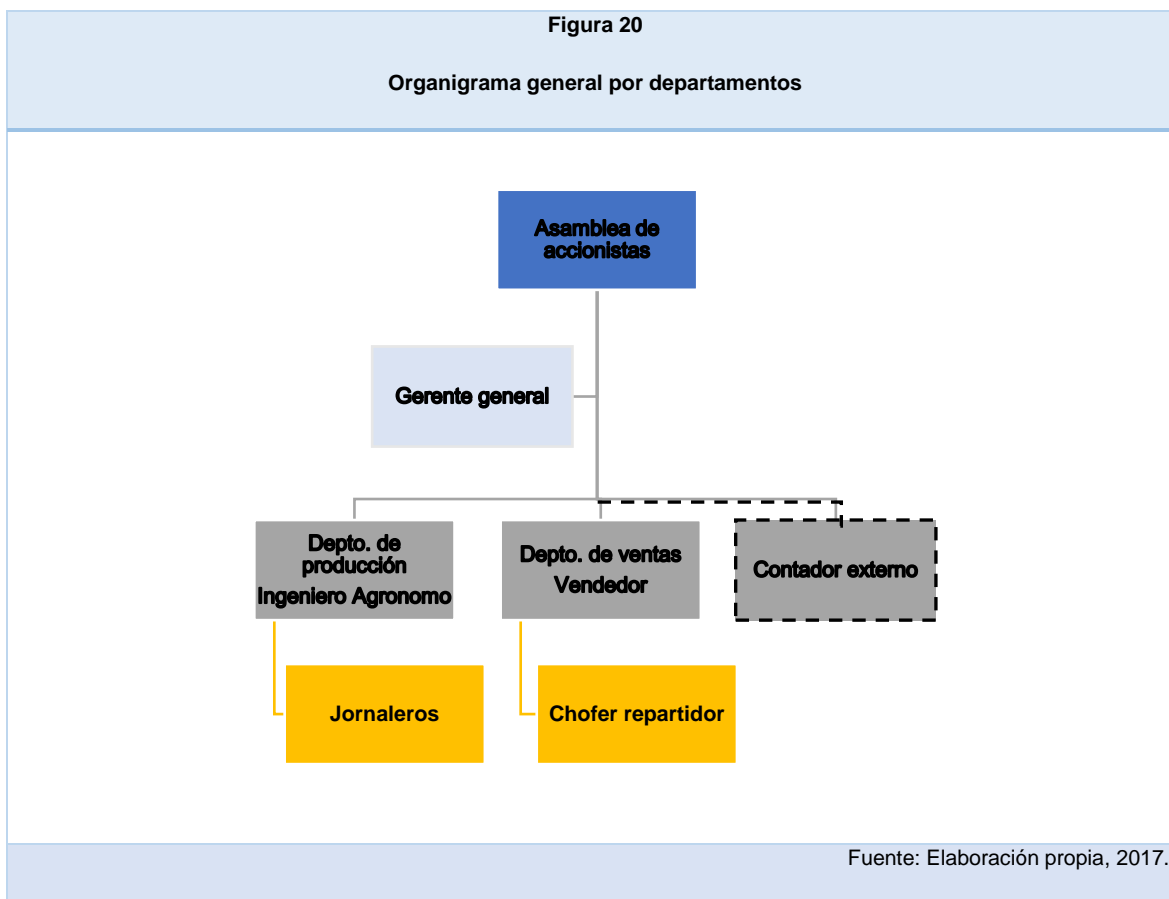 Figura 20
Organigrama general por departamentos
Asamblea de
accionistas
Gerente general
Depto. de
producción
Ingeniero Agronomo
Depto. de ventas
Vendedor
Contador externo
Jornaleros
Chofer repartidor
Fuente: Elaboración propia, 2017.